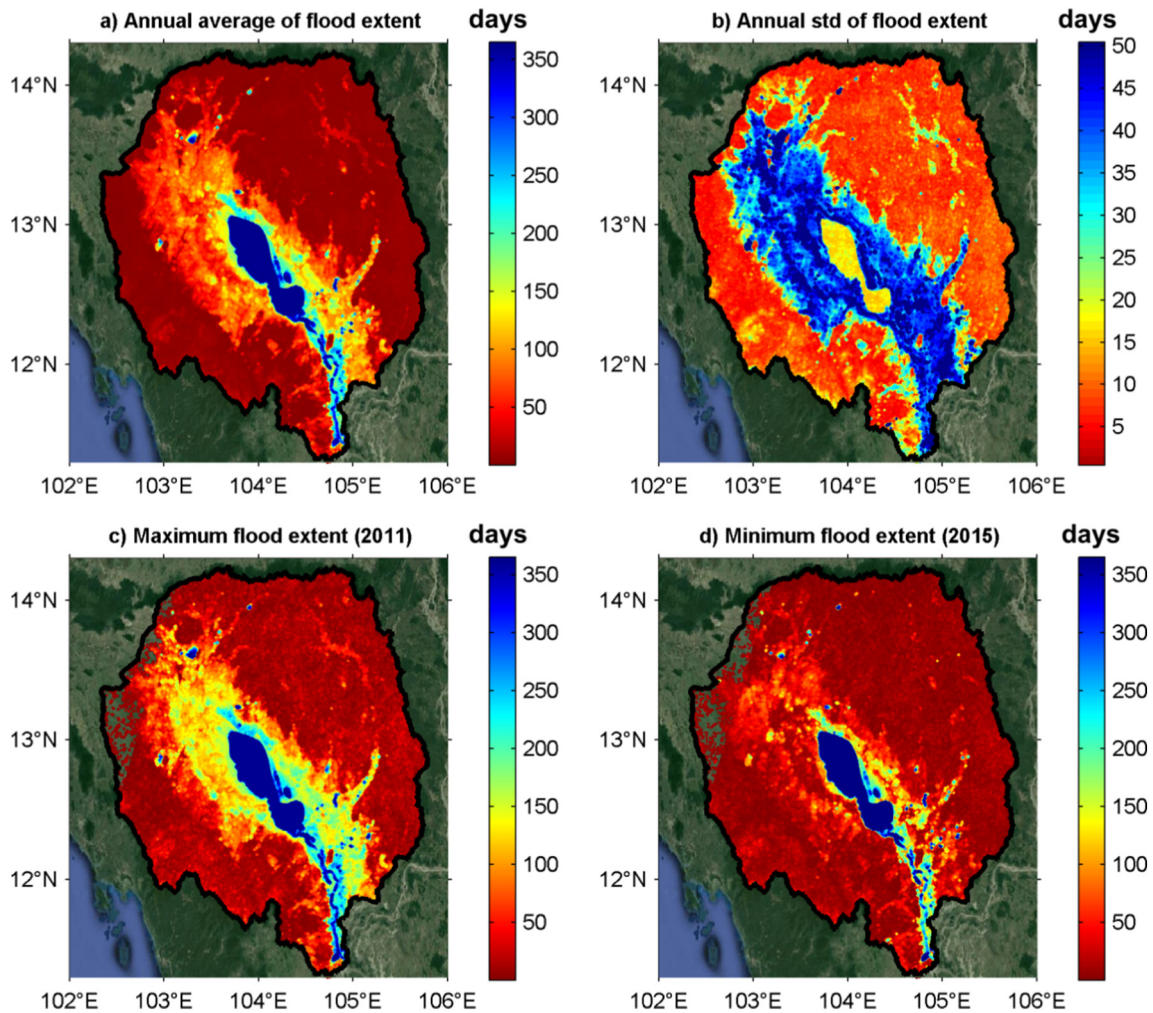 a) Annual average of flood extent days
b) Annual std of flood extent days
14°N
13°N
12°N
102°E 103°E 104°E 105°E 106°E
350
300
250
200
150
100
50
14°N
13°N
12°N
102°E 103°E 104°E 105°E 106°E
50
45
40
35
30
25
20
15
10
5
c) Maximum flood extent (2011) days
d) Minimum flood extent (2015) days
14°N
13°N
12°N
102°E 103°E 104°E 105°E 106°E
350
300
250
200
150
100
50
14°N
13°N
12°N
102°E 103°E 104°E 105°E 106°E
350
300
250
200
150
100
50